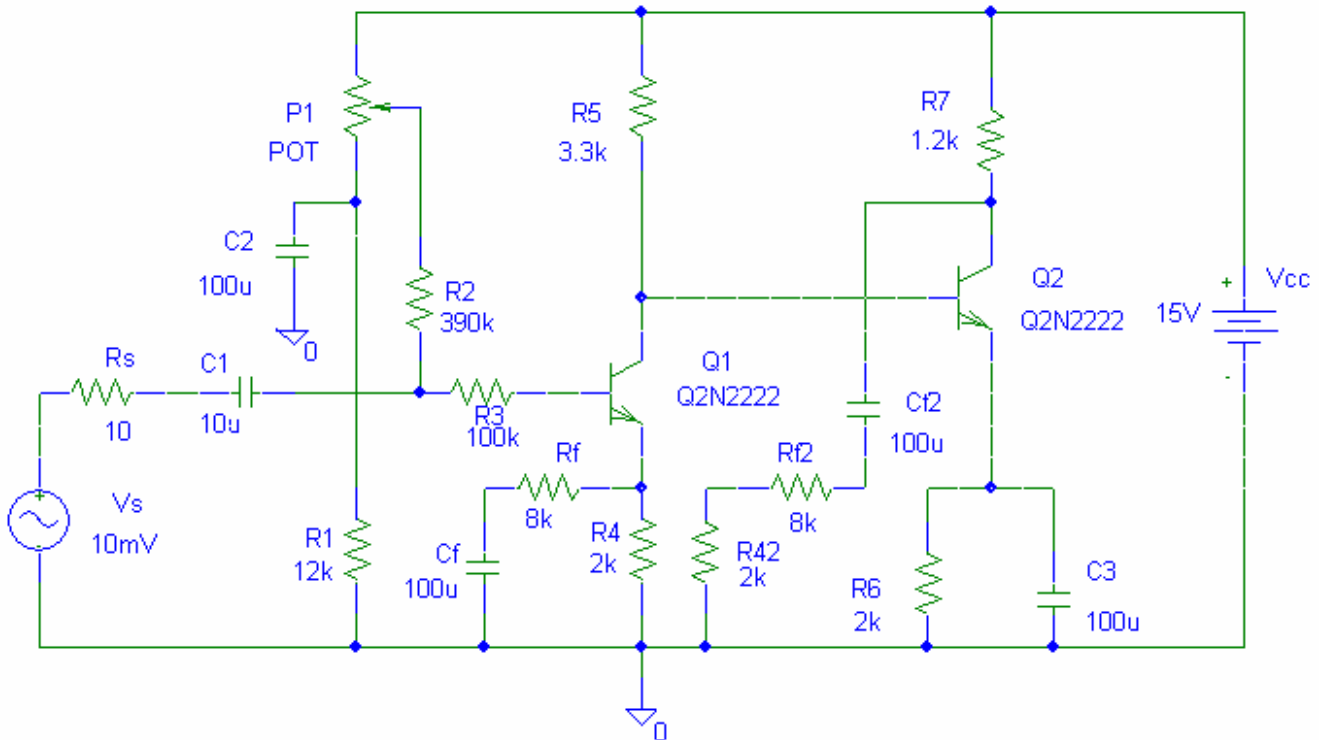 P1
POT
R5
3.3k
R7
1.2k
C2
100u
0
R2
390k
Q2
Q2N2222
+
Vcc
15V
-
Rs
10
C1
10u
R3
100k
Q1
Q2N2222
Cf2
100u
Vs
10mV
R1
12k
Rf
8k
Cf
100u
R4
2k
Rf2
8k
R42
2k
R6
2k
C3
100u
0